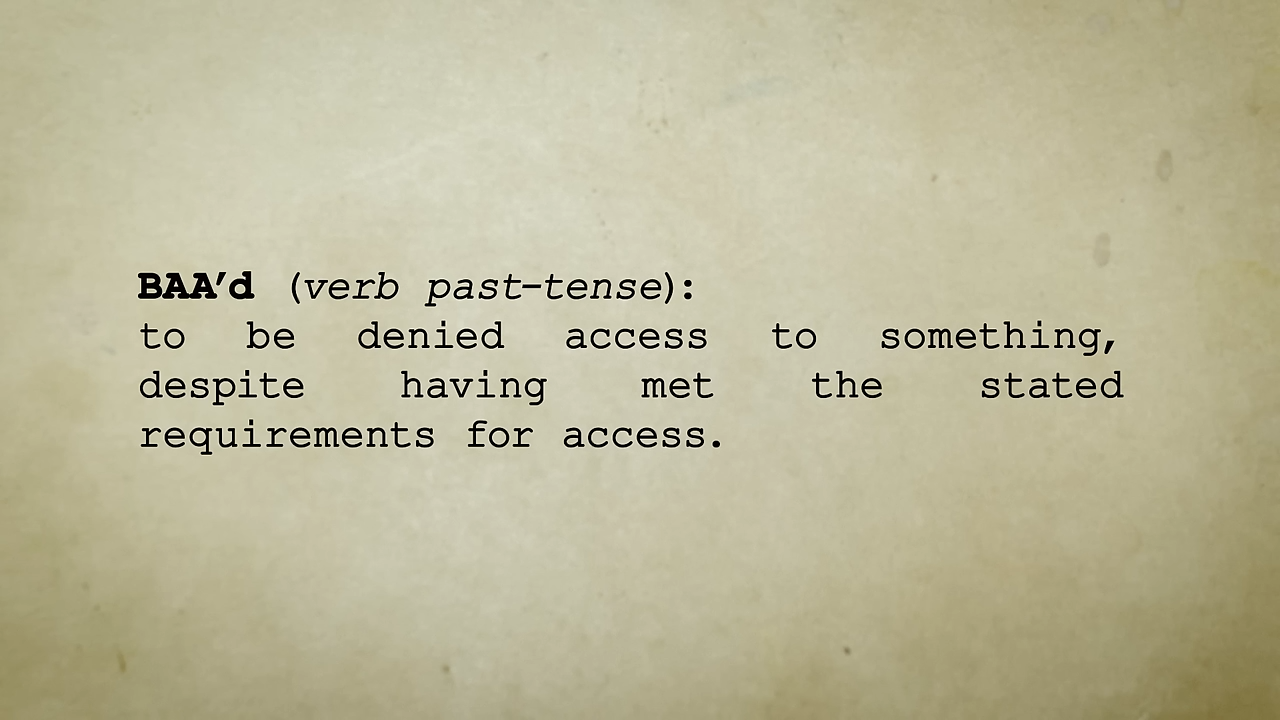 BAA’d (verb past-tense):
to be denied access to something,
despite having met the stated
requirements for access.